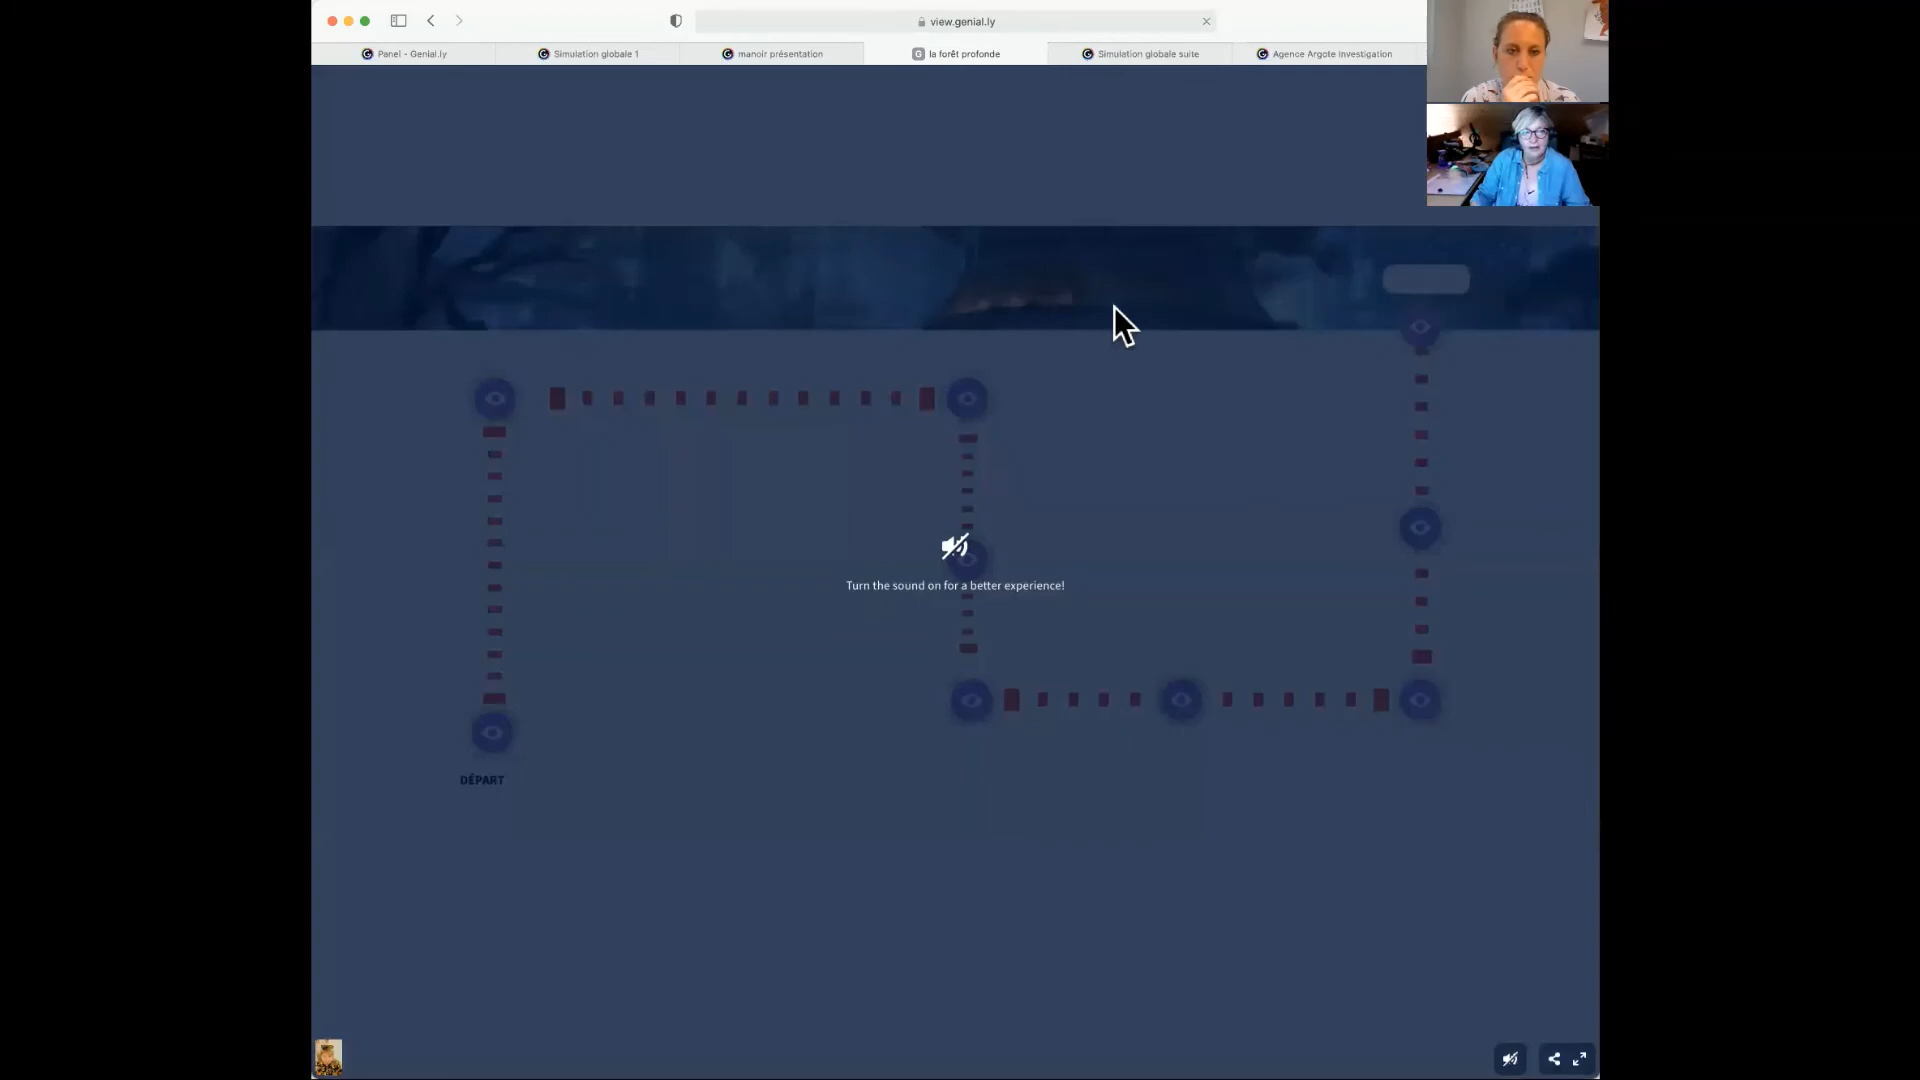 view.genial.ly
Panel - Genial.ly
Simulation globale 1
manoir présentation
la forêt profonde
Simulation globale suite
Agence Argote Investigation
Turn the sound on for a better experience!
DÉPART